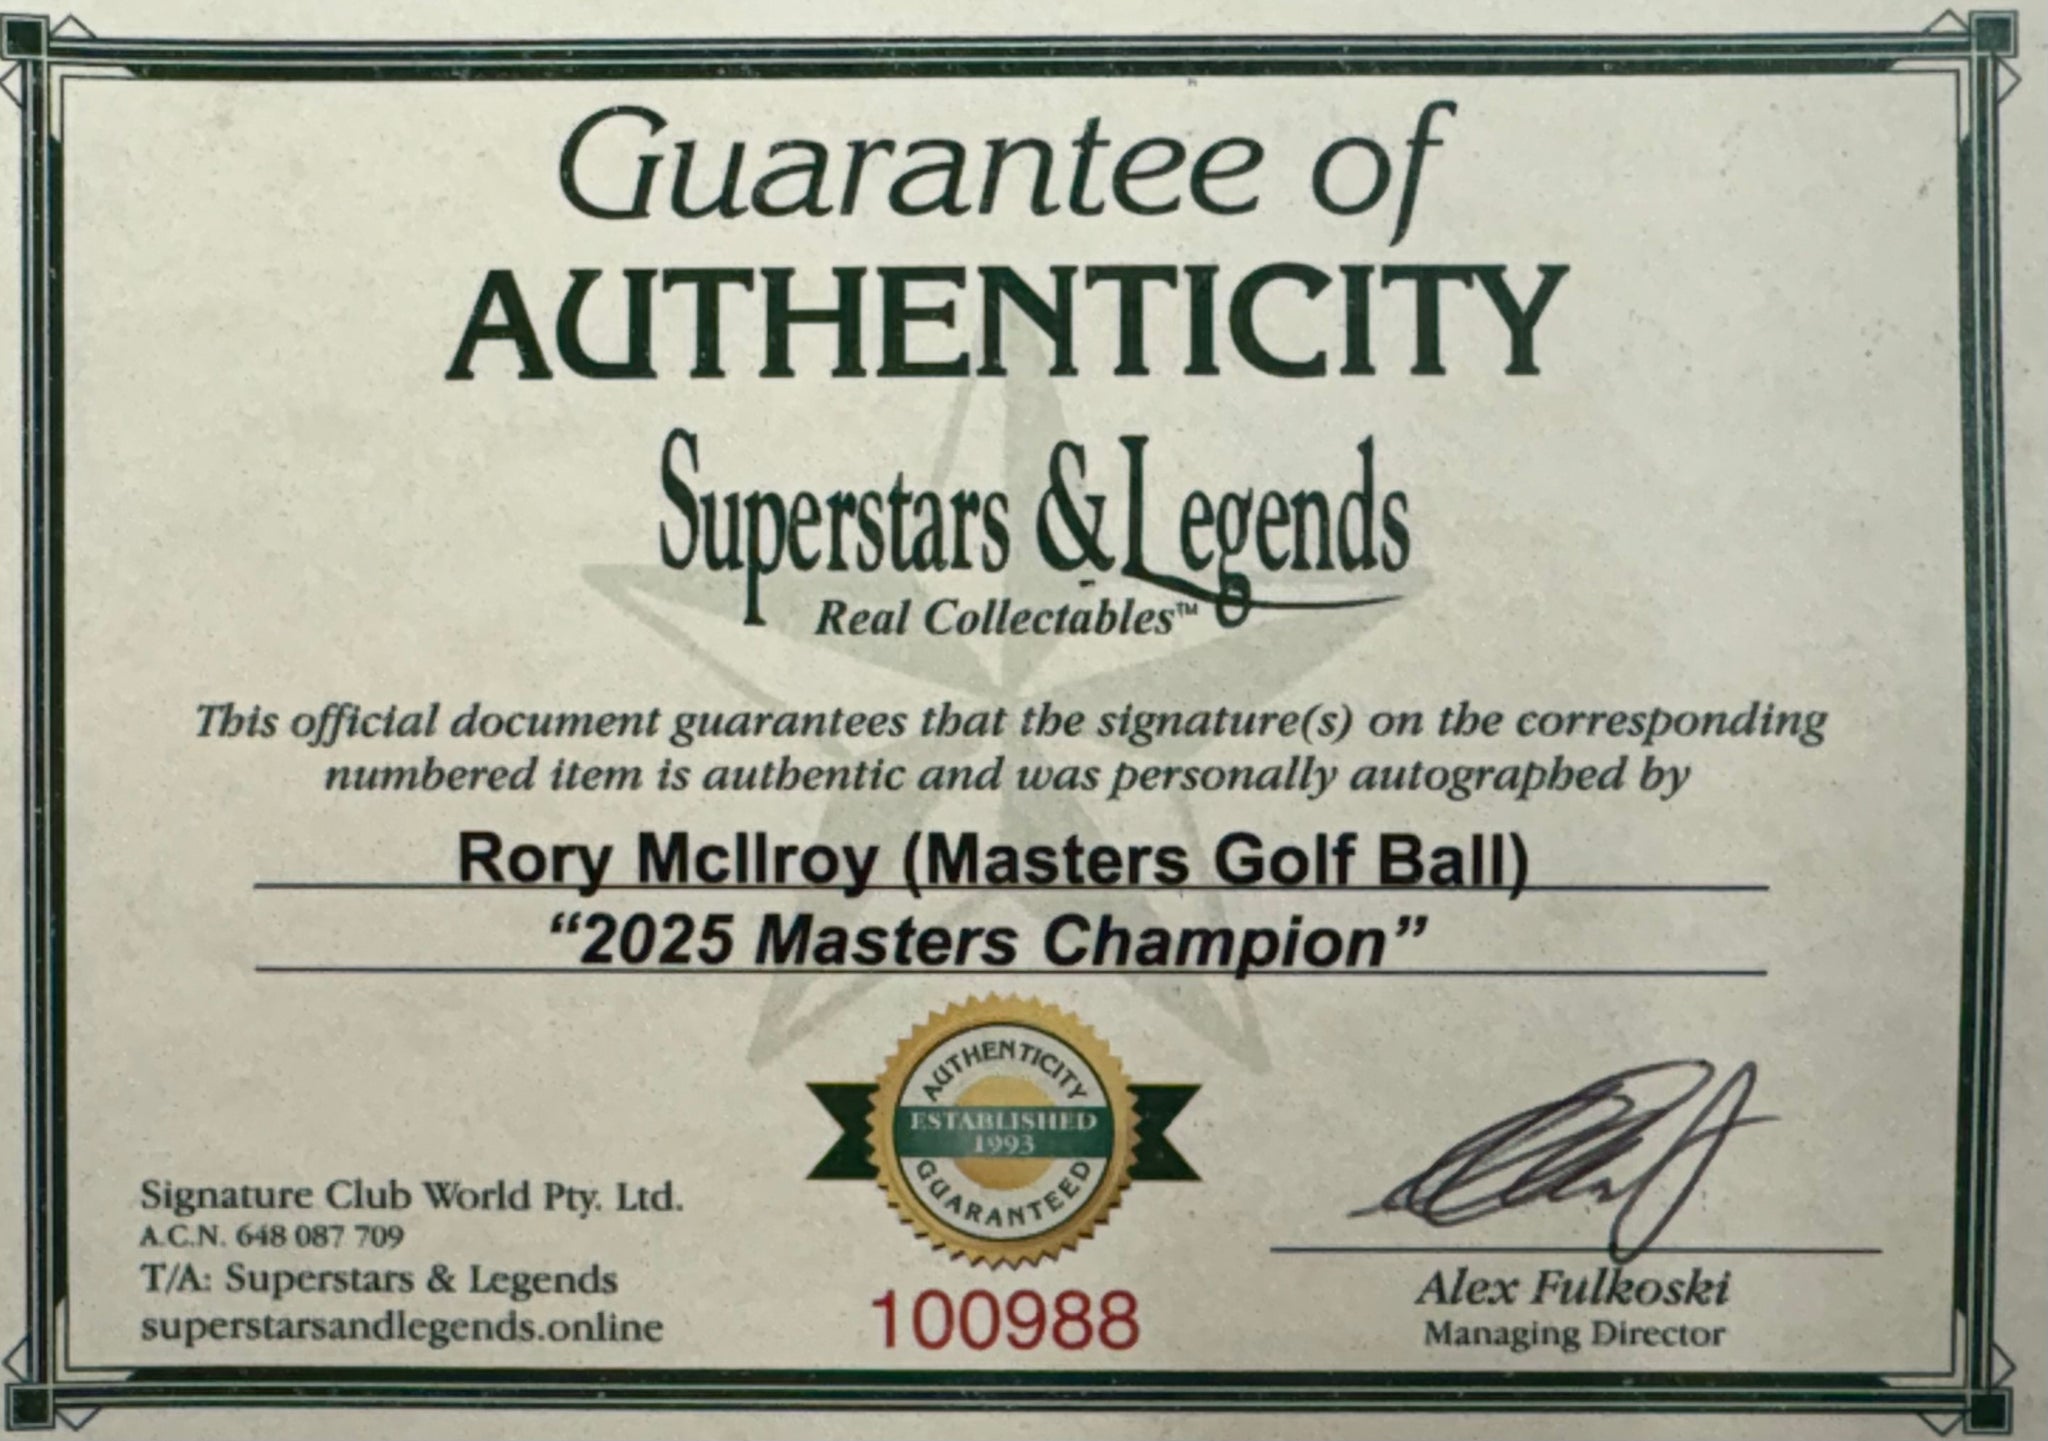 Guarantee of
AUTHENTICITY
Superstars & Legends
Real Collectables™
This official document guarantees that the signature(s) on the corresponding
numbered item is authentic and was personally autographed by
Rory McIlroy (Masters Golf Ball)
“2025 Masters Champion”
AUTHENTICITY
ESTABLISHED
1993
GUARANTEED
Signature Club World Pty. Ltd.
A.C.N. 648 087 709
T/A: Superstars & Legends
superstarsandlegends.online
100988
Alex Fulkoski
Managing Director